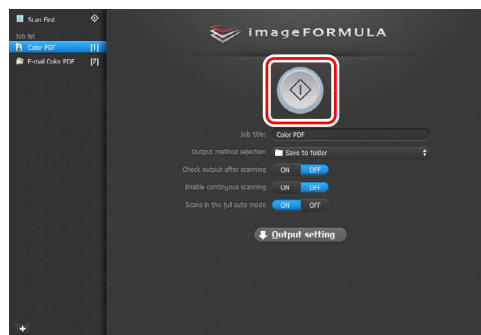 Scan First
Job list
Color PDF [1]
E-mail Color PDF [2]
imageFORMULA
Job title: Color PDF
Output method selection Save to folder
Check output after scanning ON OFF
Enable continuous scanning ON OFF
Scans in the full auto mode ON OFF
Output setting
+